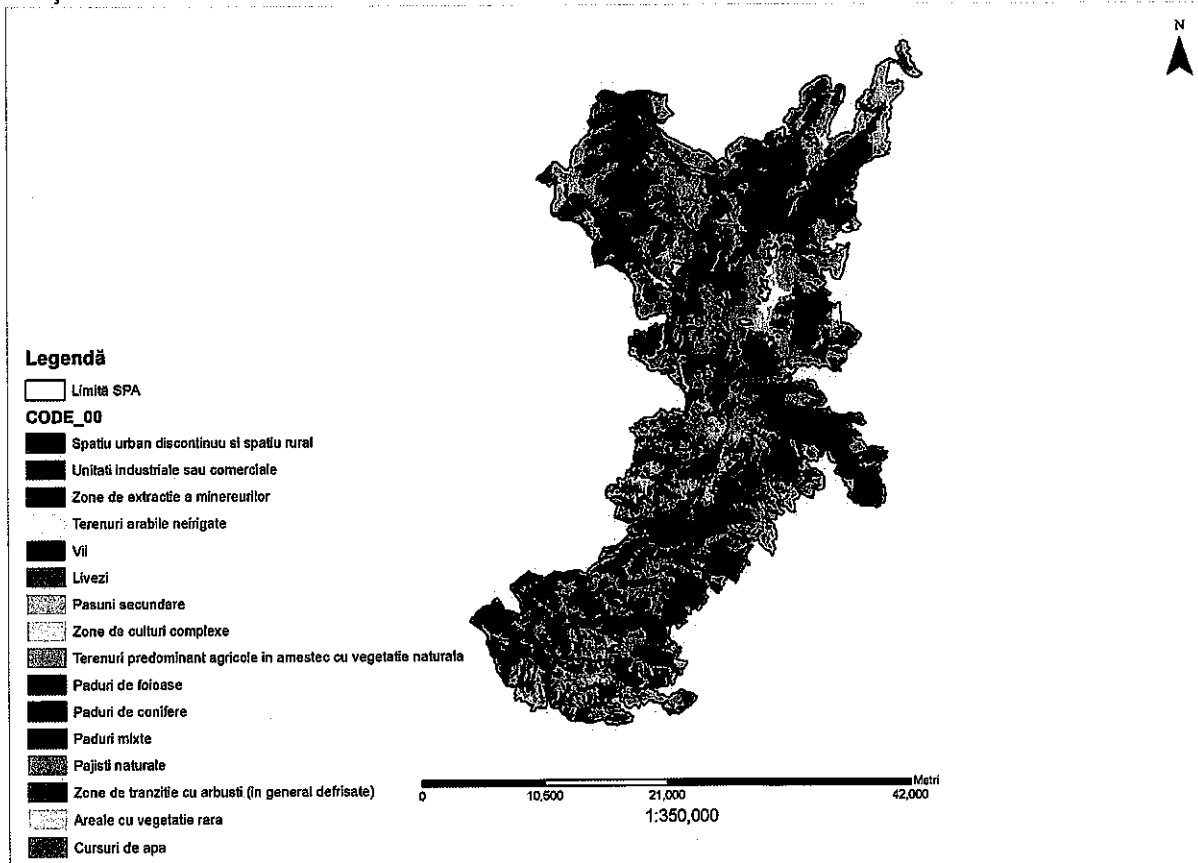 N
Legendă
Limită SPA
CODE_00
Spatiu urban discontinuu si spatiu rural
Unitati industriale sau comerciale
Zone de extractie a minereurilor
Terenuri arabile neirigate
Vii
Livezi
Pasuni secundare
Zone de culturi complexe
Terenuri predominant agricole in amestec cu vegetatie naturala
Paduri de foioase
Paduri de conifere
Paduri mixte
Pajisti naturale
Zone de tranzitie cu arbusti (in general defrisate)
Areale cu vegetatie rara
Cursuri de apa
Metri
0 10,500 21,000 42,000
1:350,000